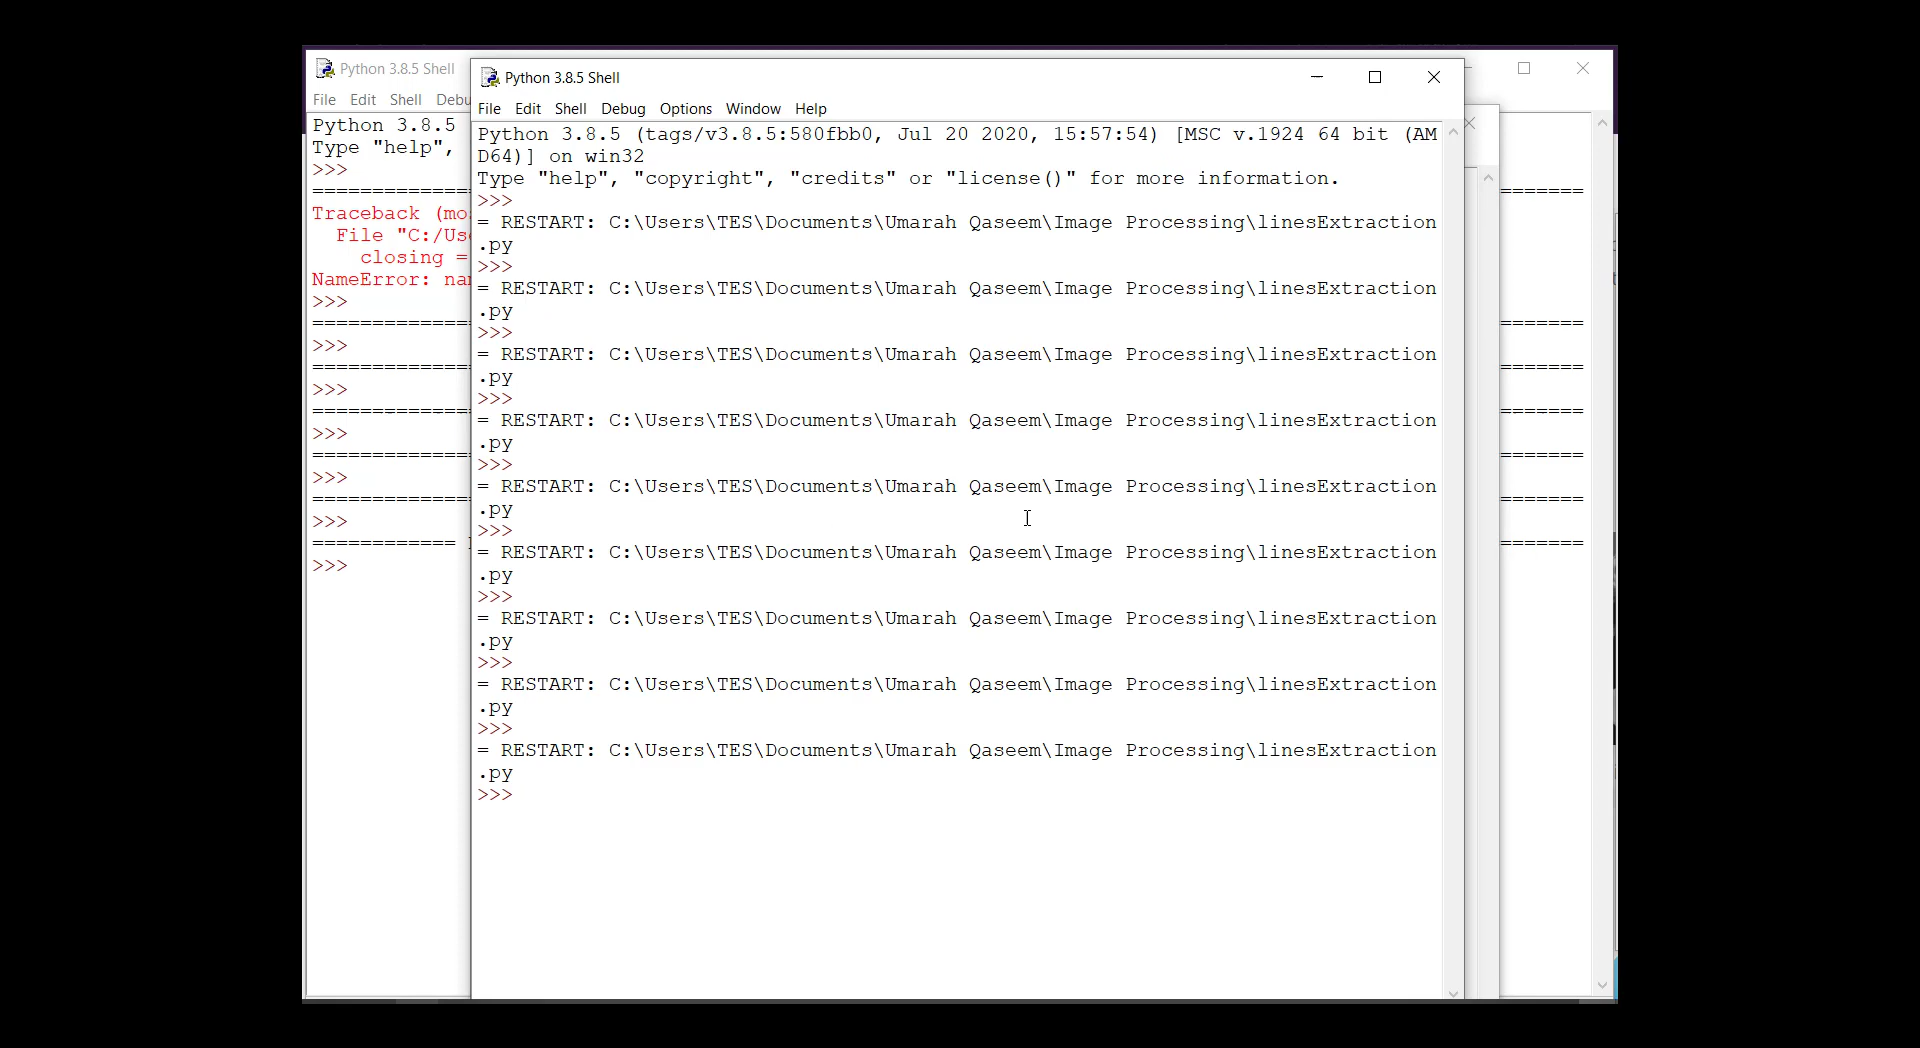 Python 3.8.5 Shell
File Edit Shell Debu
Python 3.8.5
Type "help",
>>>
===============
Traceback (mo
File "C:/Us
closing =
NameError:
>>>
===============
>>>
===============
>>>
===============
>>>
===============
>>>
===============
>>>
============
>>>
Python 3.8.5 Shell
File Edit Shell Debug Options Window Help
Python 3.8.5 (tags/v3.8.5:580fbb0, Jul 20 2020, 15:57:54) [MSC v.1924 64 bit (AM
D64)] on win32
Type "help", "copyright", "credits" or "license()" for more information.
>>>
= RESTART: C:\Users\TES\Documents\Umarah Qaseem\Image Processing\linesExtraction
.py
>>>
= RESTART: C:\Users\TES\Documents\Umarah Qaseem\Image Processing\linesExtraction
.py
>>>
= RESTART: C:\Users\TES\Documents\Umarah Qaseem\Image Processing\linesExtraction
.py
>>>
= RESTART: C:\Users\TES\Documents\Umarah Qaseem\Image Processing\linesExtraction
.py
>>>
= RESTART: C:\Users\TES\Documents\Umarah Qaseem\Image Processing\linesExtraction
.py
>>>
= RESTART: C:\Users\TES\Documents\Umarah Qaseem\Image Processing\linesExtraction
.py
>>>
= RESTART: C:\Users\TES\Documents\Umarah Qaseem\Image Processing\linesExtraction
.py
>>>
= RESTART: C:\Users\TES\Documents\Umarah Qaseem\Image Processing\linesExtraction
.py
>>>
= RESTART: C:\Users\TES\Documents\Umarah Qaseem\Image Processing\linesExtraction
.py
>>>
=======
=======
=======
=======
=======
=======
=======